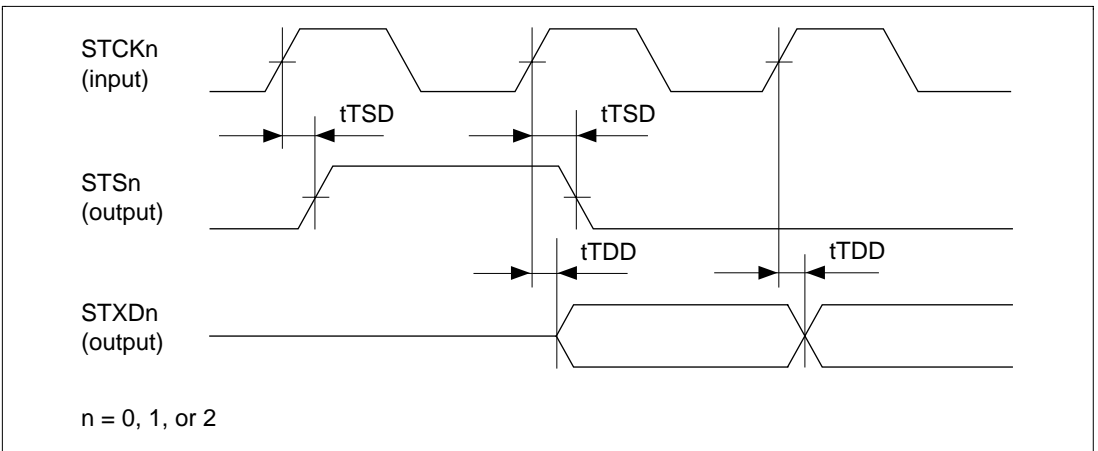 STCKn
(input)
tTSD
tTSD
STSn
(output)
tTDD
tTDD
STXDn
(output)
n = 0, 1, or 2